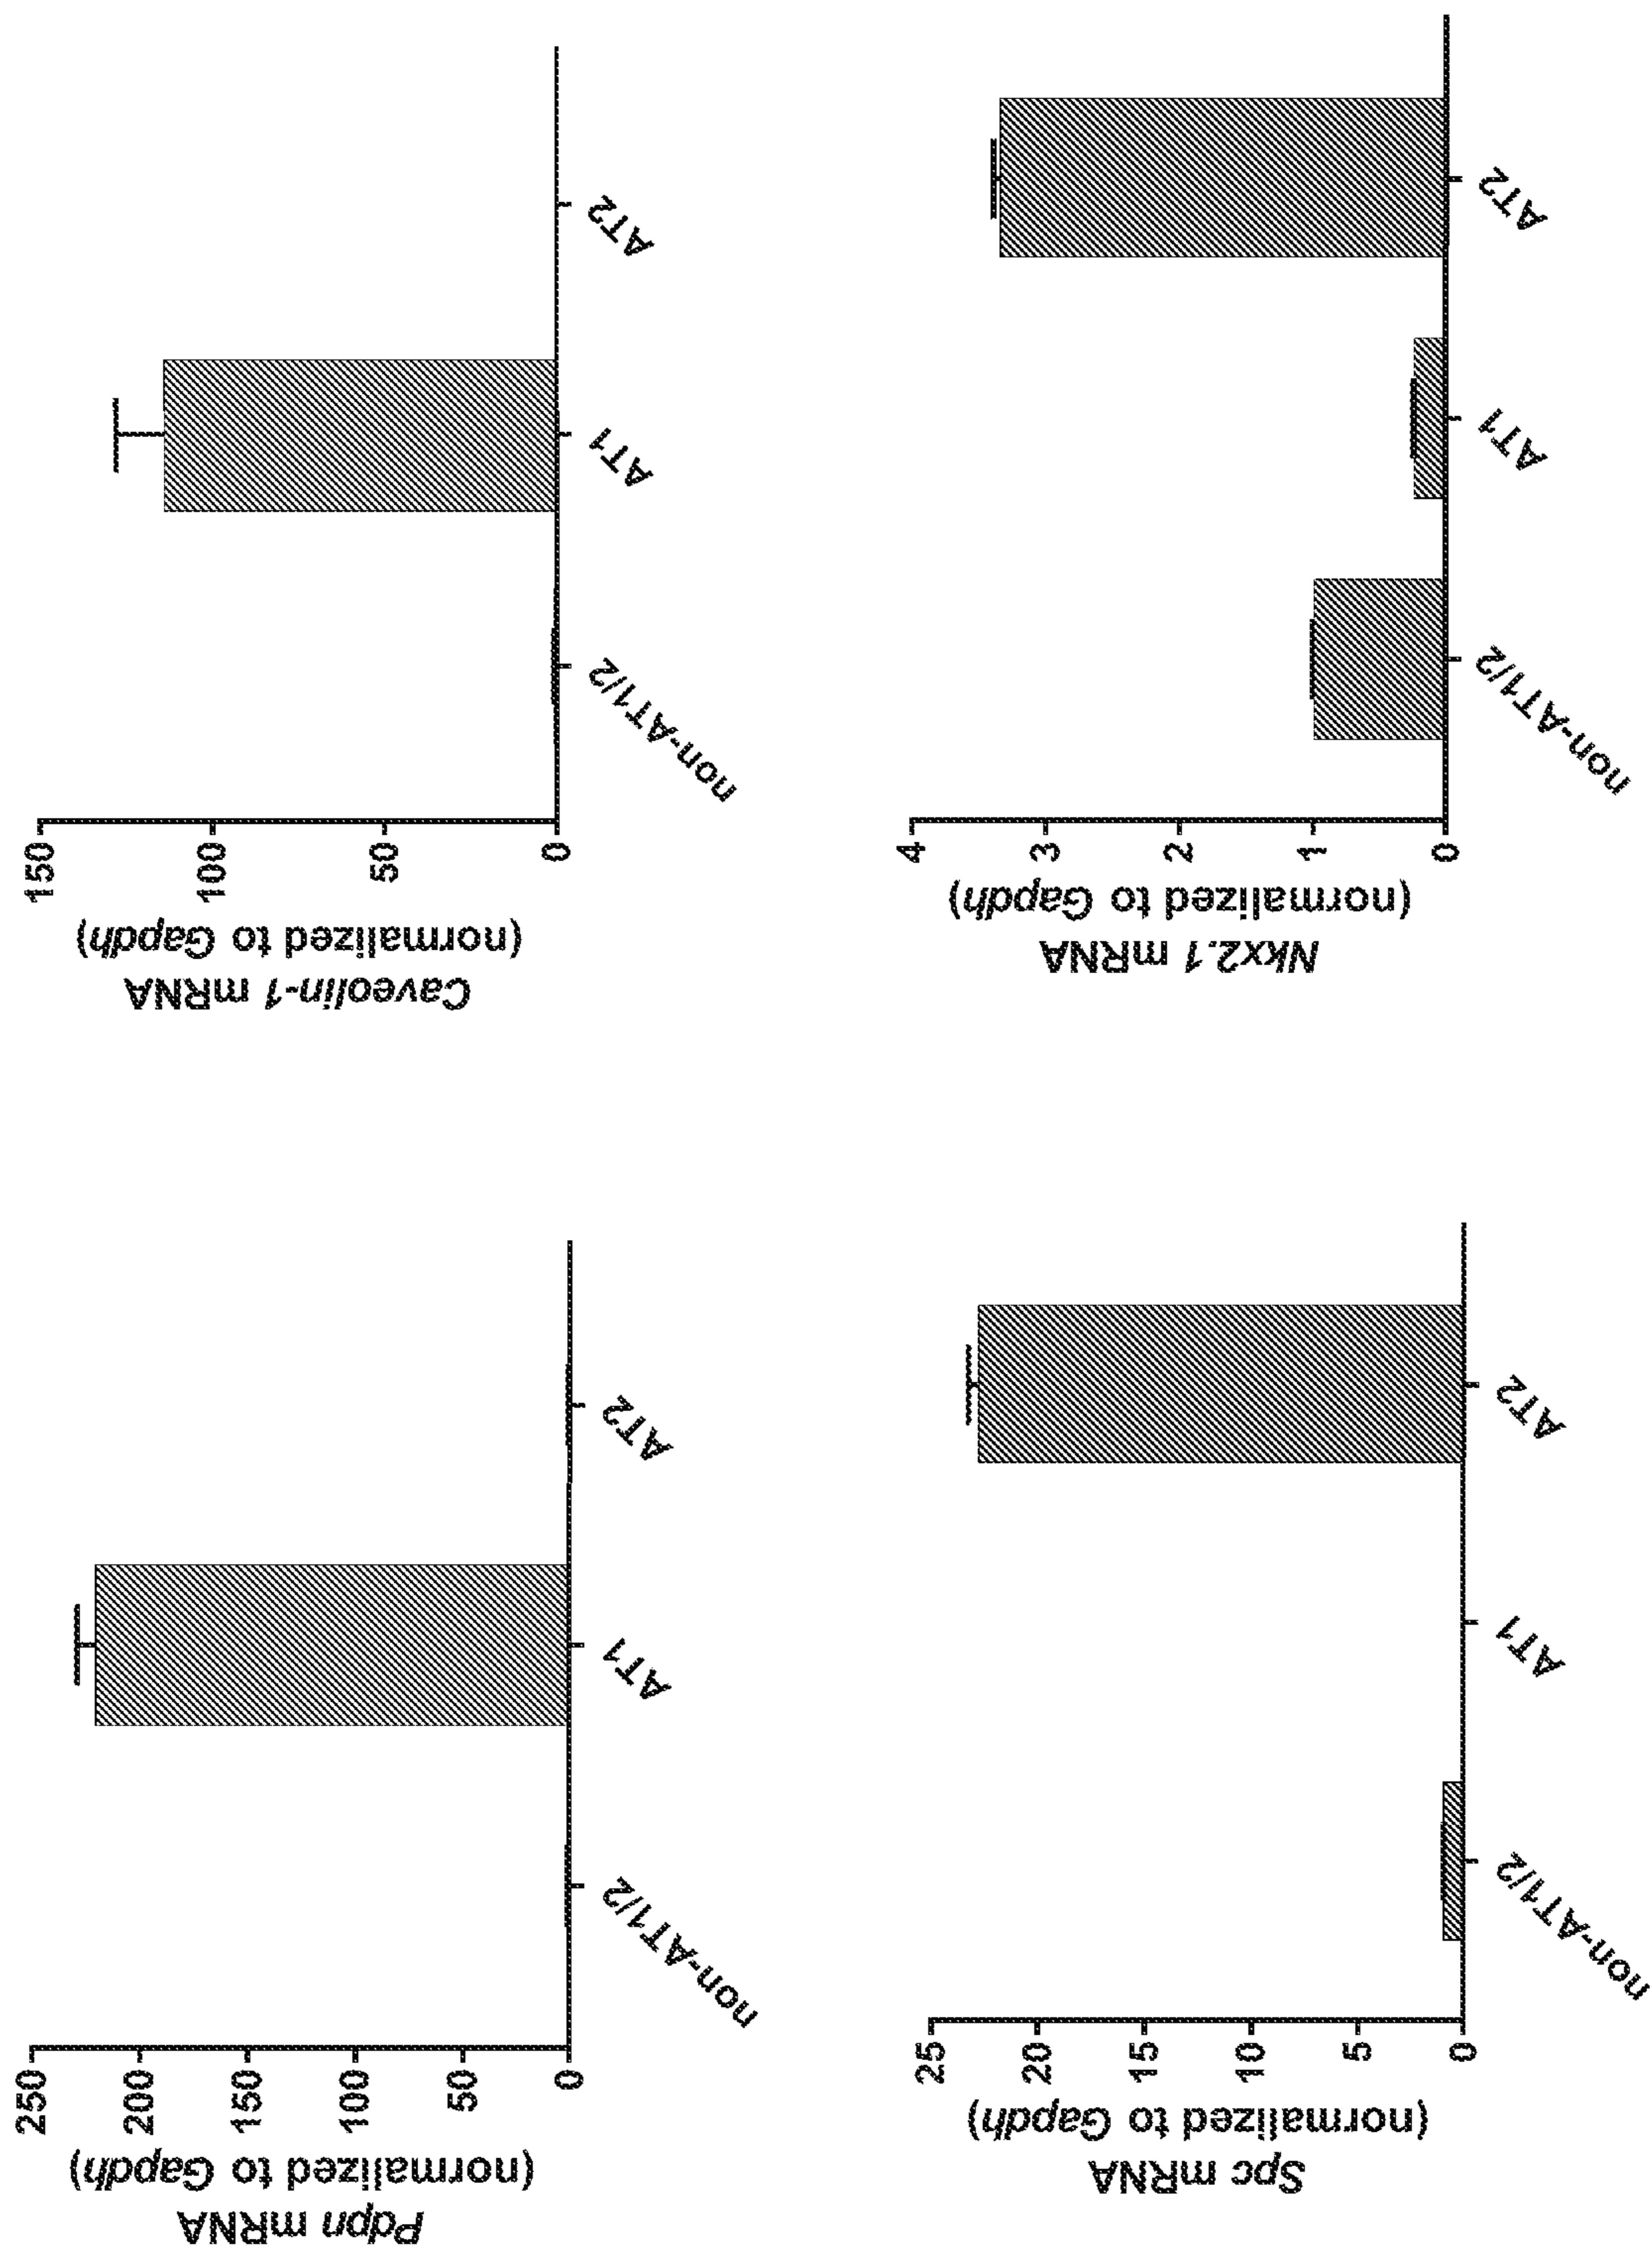 Pdpn mRNA
(normalized to Gapdh)
250
200
150
100
50
0
non-AT1/2
AT1
AT2
Caveolin-1 mRNA
(normalized to Gapdh)
150
100
50
0
non-AT1/2
AT1
AT2
Spc mRNA
(normalized to Gapdh)
25
20
15
10
5
0
non-AT1/2
AT1
AT2
Nkx2.1 mRNA
(normalized to Gapdh)
4
3
2
1
0
non-AT1/2
AT1
AT2